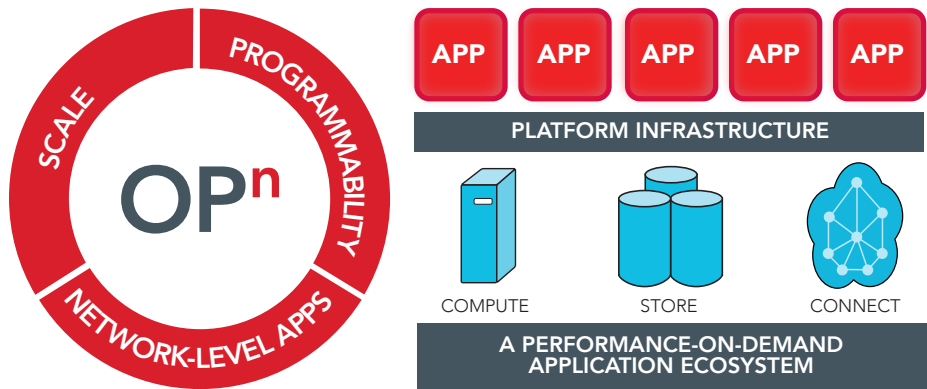 SCALE
PROGRAMMABILITY
NETWORK-LEVEL APPS
OPn
APP APP APP APP APP
PLATFORM INFRASTRUCTURE
COMPUTE STORE CONNECT
A PERFORMANCE-ON-DEMAND
APPLICATION ECOSYSTEM